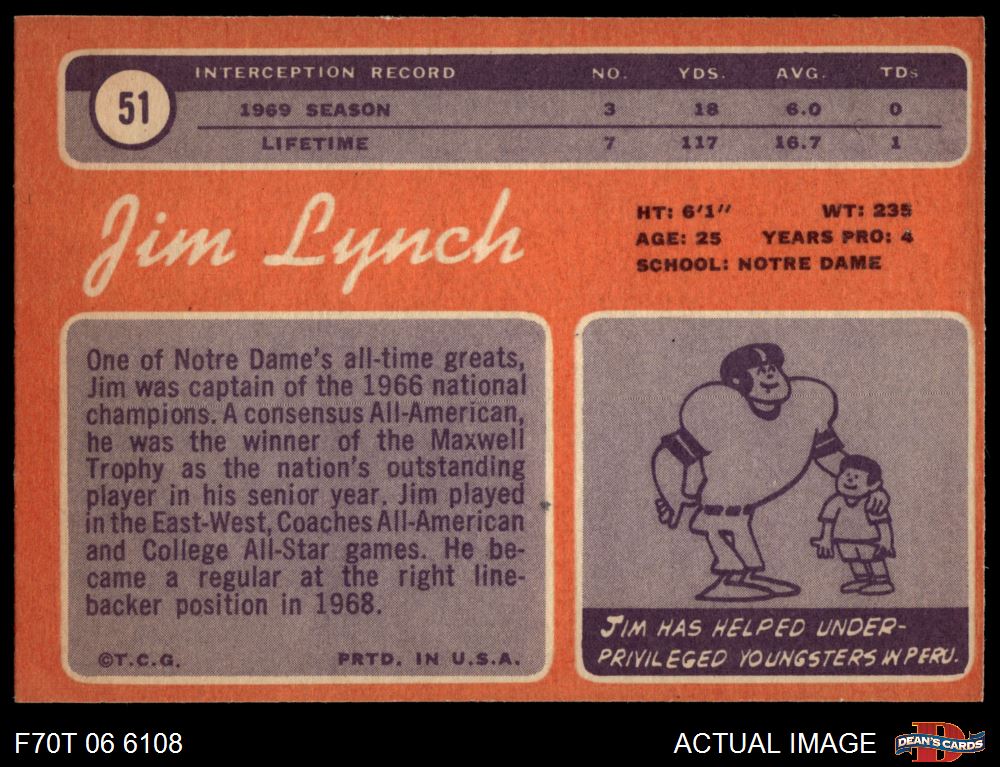 51
INTERCEPTION RECORD NO. YDS. AVG. TDs
1969 SEASON 3 18 6.0 0
LIFETIME 7 117 16.7 1
Jim Lynch
HT: 6'1" WT: 235
AGE: 25 YEARS PRO: 4
SCHOOL: NOTRE DAME
One of Notre Dame's all-time greats,
Jim was captain of the 1966 national
champions. A consensus All-American,
he was the winner of the Maxwell
Trophy as the nation's outstanding
player in his senior year. Jim played
in the East-West, Coaches All-American
and College All-Star games. He be-
came a regular at the right line-
backer position in 1968.
©T.C.G. PRTD. IN U.S.A.
JIM HAS HELPED UNDER-
PRIVILEGED YOUNGSTERS IN PERU.
F70T 06 6108
ACTUAL IMAGE
D
DEAN'S CARDS